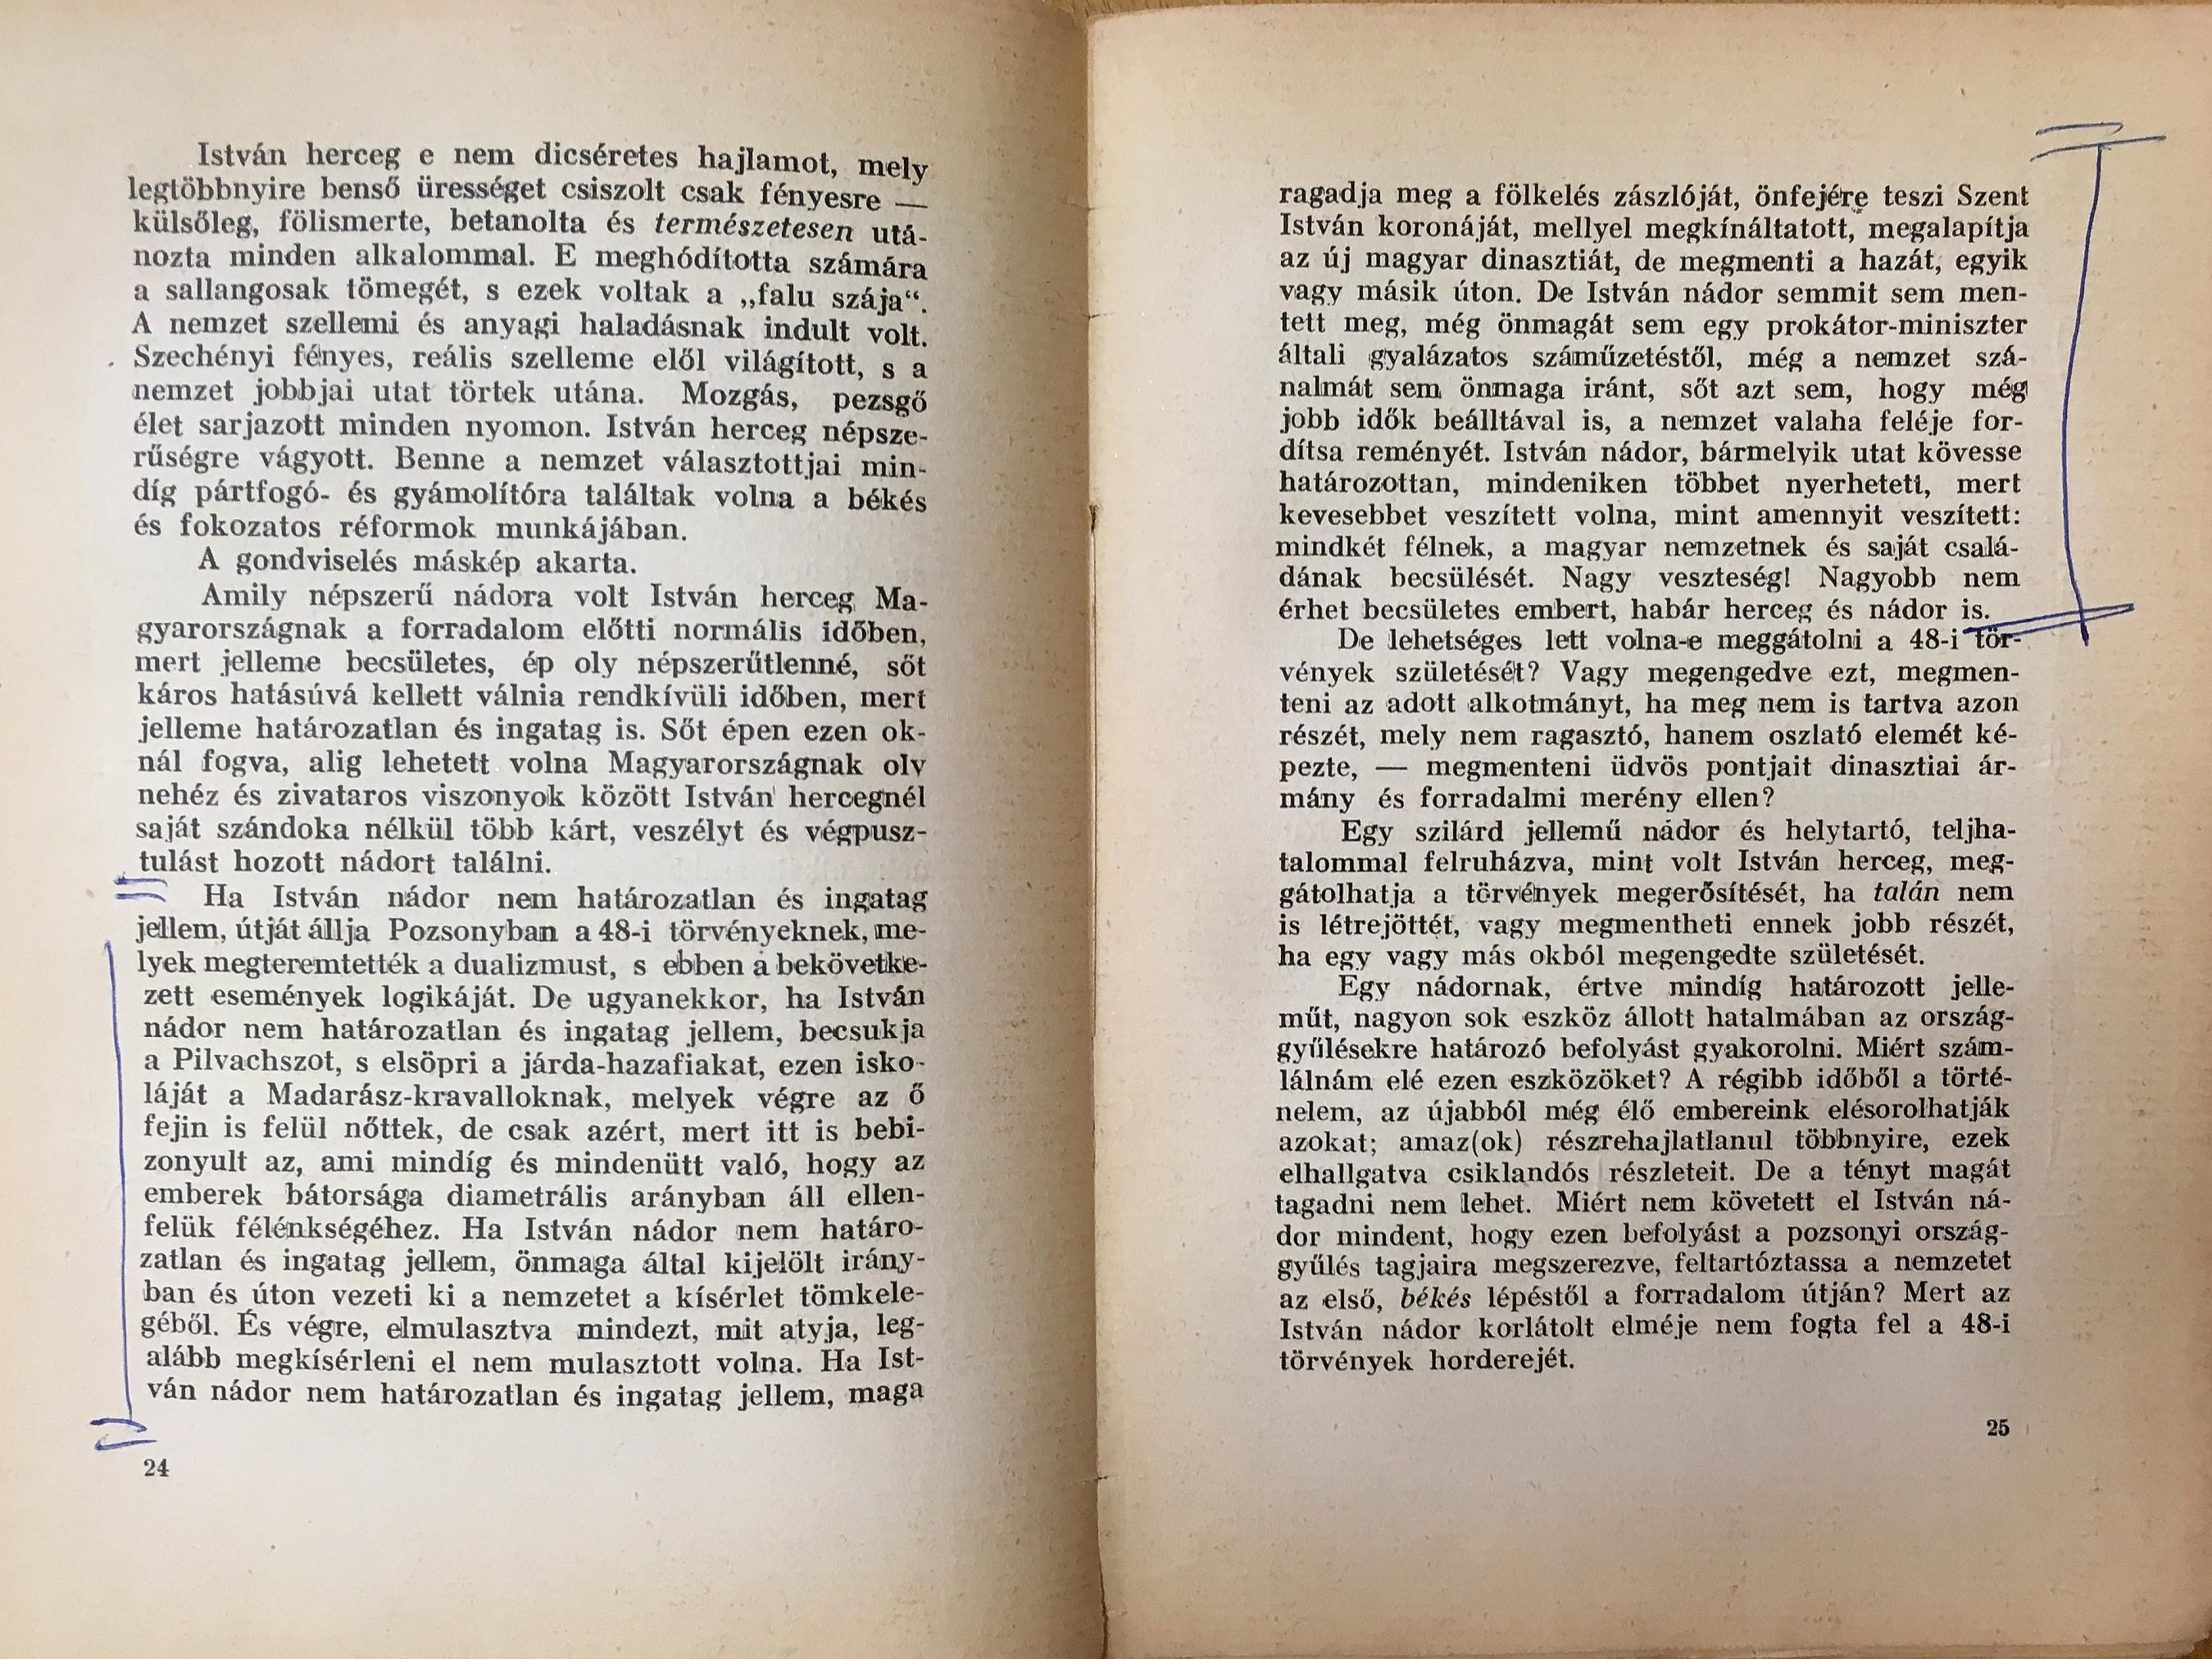 István herceg e nem dicséretes hajlamot, mely
legtöbbnyire benső ürességet csiszolt csak fényesre —
külsőleg, fölismerte, betanolta és természetesen utá-
nozta minden alkalommal. E meghódította számára
a sallangosak tömegét, s ezek voltak a „falu szája“.
A nemzet szellemi és anyagi haladásnak indult volt.
Szechényi fényes, reális szelleme elől világított, s a
nemzet jobbjai utat törtek utána. Mozgás, pezsgő
élet sarjazott minden nyomon. István herceg népsze-
rűségre vágyott. Benne a nemzet választottjai min-
díg pártfogó- és gyámolítóra találtak volna a békés
és fokozatos réformok munkájában.
A gondviselés máskép akarta.
Amily népszerű nádora volt István herceg Ma-
gyarországnak a forradalom előtti normális időben,
mert jelleme becsületes, ép oly népszerűtlenné, sőt
káros hatásúvá kellett válnia rendkívüli időben, mert
jelleme határozatlan és ingatag is. Sőt épen ezen ok-
nál fogva, alig lehetett volna Magyarországnak olv
nehéz és zivataros viszonyok között István hercegnél
saját szándoka nélkül több kárt, veszélyt és végpusz-
tulást hozott nádort találni.
Ha István nádor nem határozatlan és ingatag
jellem, útját állja Pozsonyban a 48-i törvényeknek, me-
lyek megteremtették a dualizmust, s ebben a bekövetke-
zett események logikáját. De ugyanekkor, ha István
nádor nem határozatlan és ingatag jellem, becsukja
a Pilvachszot, s elsöpri a járda-hazafiakat, ezen isko-
láját a Madarász-kravalloknak, melyek végre az ő
fejin is felül nőttek, de csak azért, mert itt is bebi-
zonyult az, ami mindíg és mindenütt való, hogy az
emberek bátorsága diametrális arányban áll ellen-
felük félénkségéhez. Ha István nádor nem határo-
zatlan és ingatag jellem, önmaga által kijelölt irány-
ban és úton vezeti ki a nemzetet a kísérlet tömkele-
géből. És végre, elmulasztva mindezt, mit atyja, leg-
alább megkísérleni el nem mulasztott volna. Ha Ist-
ván nádor nem határozatlan és ingatag jellem, maga
24
ragadja meg a fölkelés zászlóját, önfejére teszi Szent
István koronáját, mellyel megkínáltatott, megalapítja
az új magyar dinasztiát, de megmenti a hazát, egyik
vagy másik úton. De István nádor semmit sem men-
tett meg, még önmagát sem egy prokátor-miniszter
általi gyalázatos száműzetéstől, még a nemzet szá-
nalmát sem önmaga iránt, sőt azt sem, hogy még
jobb idők beálltával is, a nemzet valaha feléje for-
dítsa reményét. István nádor, bármelyik utat kövesse
határozottan, mindeniken többet nyerhetett, mert
kevesebbet veszített volna, mint amennyit veszített:
mindkét félnek, a magyar nemzetnek és saját csalá-
dának becsülését. Nagy veszteség! Nagyobb nem
érhet becsületes embert, habár herceg és nádor is.
De lehetséges lett volna-e meggátolni a 48-i tör-
vények születését? Vagy megengedve ezt, megmen-
teni az adott alkotmányt, ha meg nem is tartva azon
részét, mely nem ragasztó, hanem oszlató elemét ké-
pezte, — megmenteni üdvös pontjait dinasztiai ár-
mány és forradalmi merény ellen?
Egy szilárd jellemű nádor és helytartó, teljha-
talommal felruházva, mint volt István herceg, meg-
gátolhatja a törvények megerősítését, ha talán nem
is létrejöttét, vagy megmentheti ennek jobb részét,
ha egy vagy más okból megengedte születését.
Egy nádornak, értve mindíg határozott jelle-
műt, nagyon sok eszköz állott hatalmában az ország-
gyűlésekre határozó befolyást gyakorolni. Miért szám-
lálnám elé ezen eszközöket? A régibb időből a törté-
nelem, az újabból még élő embereink elésorolhatják
azokat; amaz(ok) részrehajlatlanul többnyire, ezek
elhallgatva csiklandós részleteit. De a tényt magát
tagadni nem lehet. Miért nem követett el István ná-
dor mindent, hogy ezen befolyást a pozsonyi ország-
gyűlés tagjaira megszerezve, feltartóztassa a nemzetet
az első, békés lépéstől a forradalom útján? Mert az
István nádor korlátolt elméje nem fogta fel a 48-i
törvények horderejét.
25